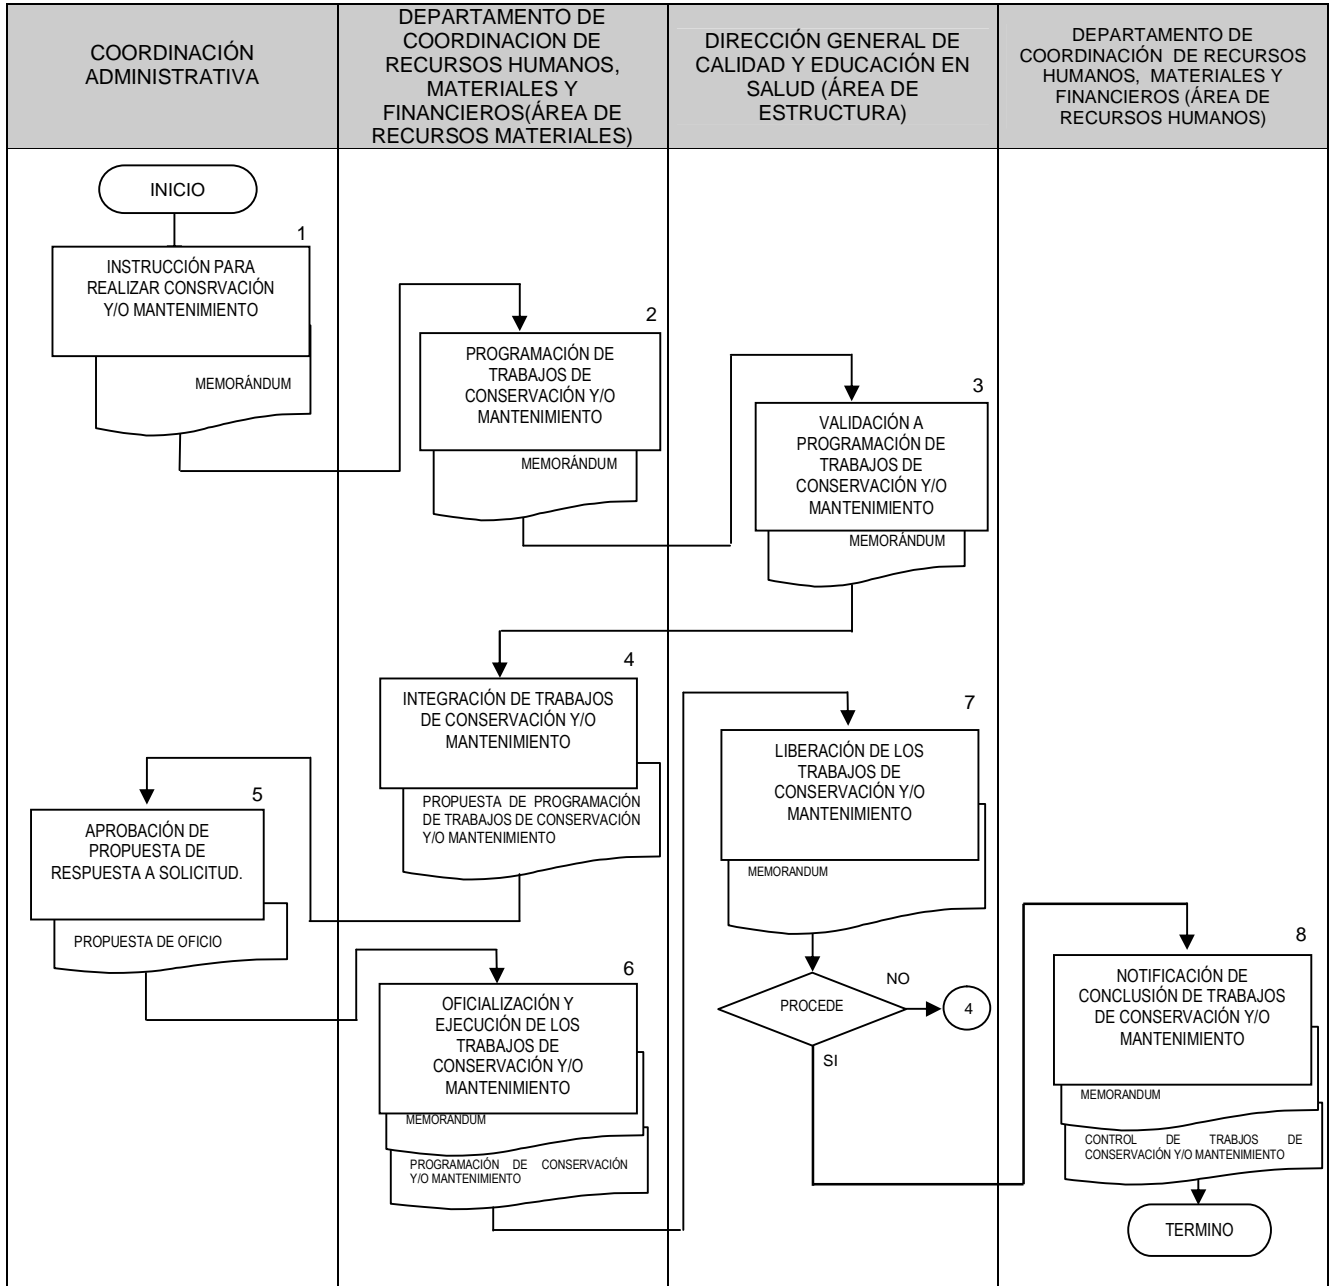 COORDINACIÓN
ADMINISTRATIVA
DEPARTAMENTO DE
COORDINACION DE
RECURSOS HUMANOS,
MATERIALES Y
FINANCIEROS(ÁREA DE
RECURSOS MATERIALES)
DIRECCIÓN GENERAL DE
CALIDAD Y EDUCACIÓN EN
SALUD (ÁREA DE
ESTRUCTURA)
DEPARTAMENTO DE
COORDINACIÓN DE RECURSOS
HUMANOS, MATERIALES Y
FINANCIEROS (ÁREA DE
RECURSOS HUMANOS)
INICIO
1
INSTRUCCIÓN PARA
REALIZAR CONSRVACIÓN
Y/O MANTENIMIENTO
MEMORÁNDUM
2
PROGRAMACIÓN DE
TRABAJOS DE
CONSERVACIÓN Y/O
MANTENIMIENTO
MEMORÁNDUM
3
VALIDACIÓN A
PROGRAMACIÓN DE
TRABAJOS DE
CONSERVACIÓN Y/O
MANTENIMIENTO
MEMORÁNDUM
4
INTEGRACIÓN DE TRABAJOS
DE CONSERVACIÓN Y/O
MANTENIMIENTO
PROPUESTA DE PROGRAMACIÓN
DE TRABAJOS DE CONSERVACIÓN
Y/O MANTENIMIENTO
5
APROBACIÓN DE
PROPUESTA DE
RESPUESTA A SOLICITUD.
PROPUESTA DE OFICIO
6
OFICIALIZACIÓN Y
EJECUCIÓN DE LOS
TRABAJOS DE
CONSERVACIÓN Y/O
MANTENIMIENTO
MEMORANDUM
PROGRAMACIÓN DE CONSERVACIÓN
Y/O MANTENIMIENTO
7
LIBERACIÓN DE LOS
TRABAJOS DE
CONSERVACIÓN Y/O
MANTENIMIENTO
MEMORANDUM
PROCEDE
NO
4
SI
8
NOTIFICACIÓN DE
CONCLUSIÓN DE TRABAJOS
DE CONSERVACIÓN Y/O
MANTENIMIENTO
MEMORANDUM
CONTROL DE TRABJOS DE
CONSERVACIÓN Y/O MANTENIMIENTO
TERMINO